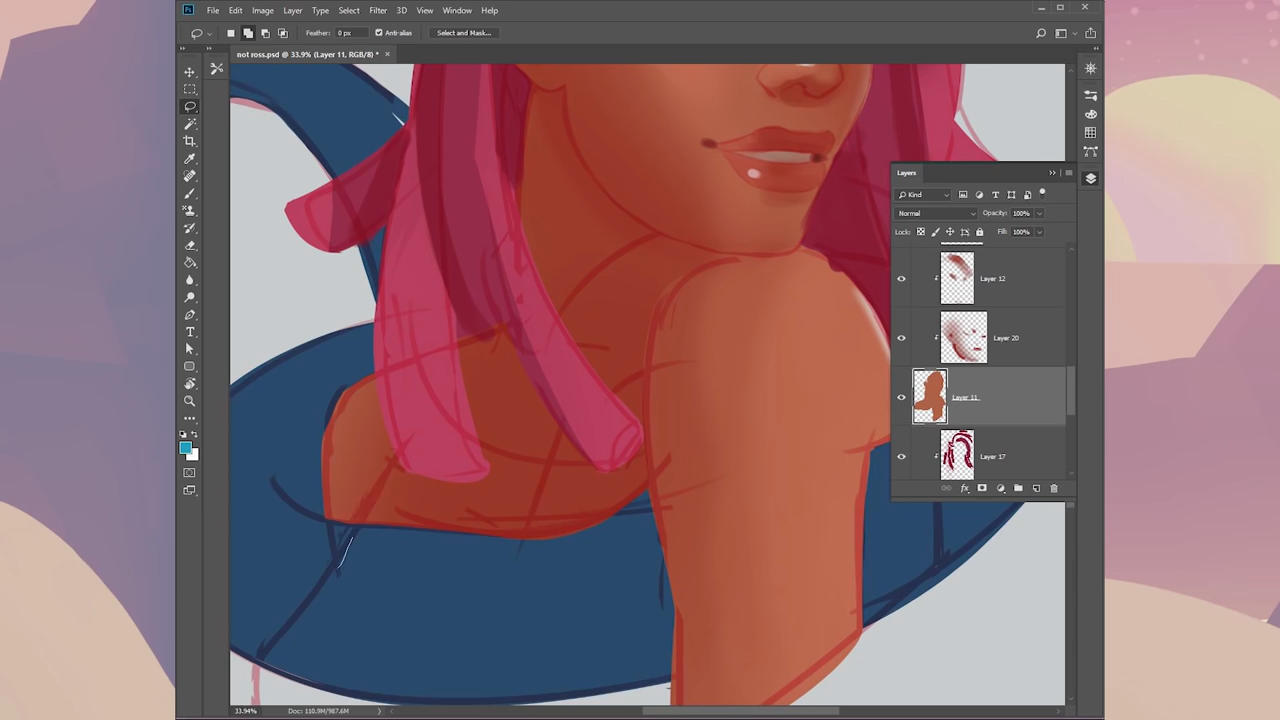 Ps File Edit Image Layer Type Select Filter 3D View Window Help
Feather: 0 px Anti-alias Select and Mask...
not ross.psd @ 33.9% (Layer 11, RGB/8) *
Layers
Kind
Normal Opacity: 100%
Lock: Fill: 100%
Layer 12
Layer 20
Layer 11
Layer 17
fx
33.94% Doc: 110.9M/987.6M